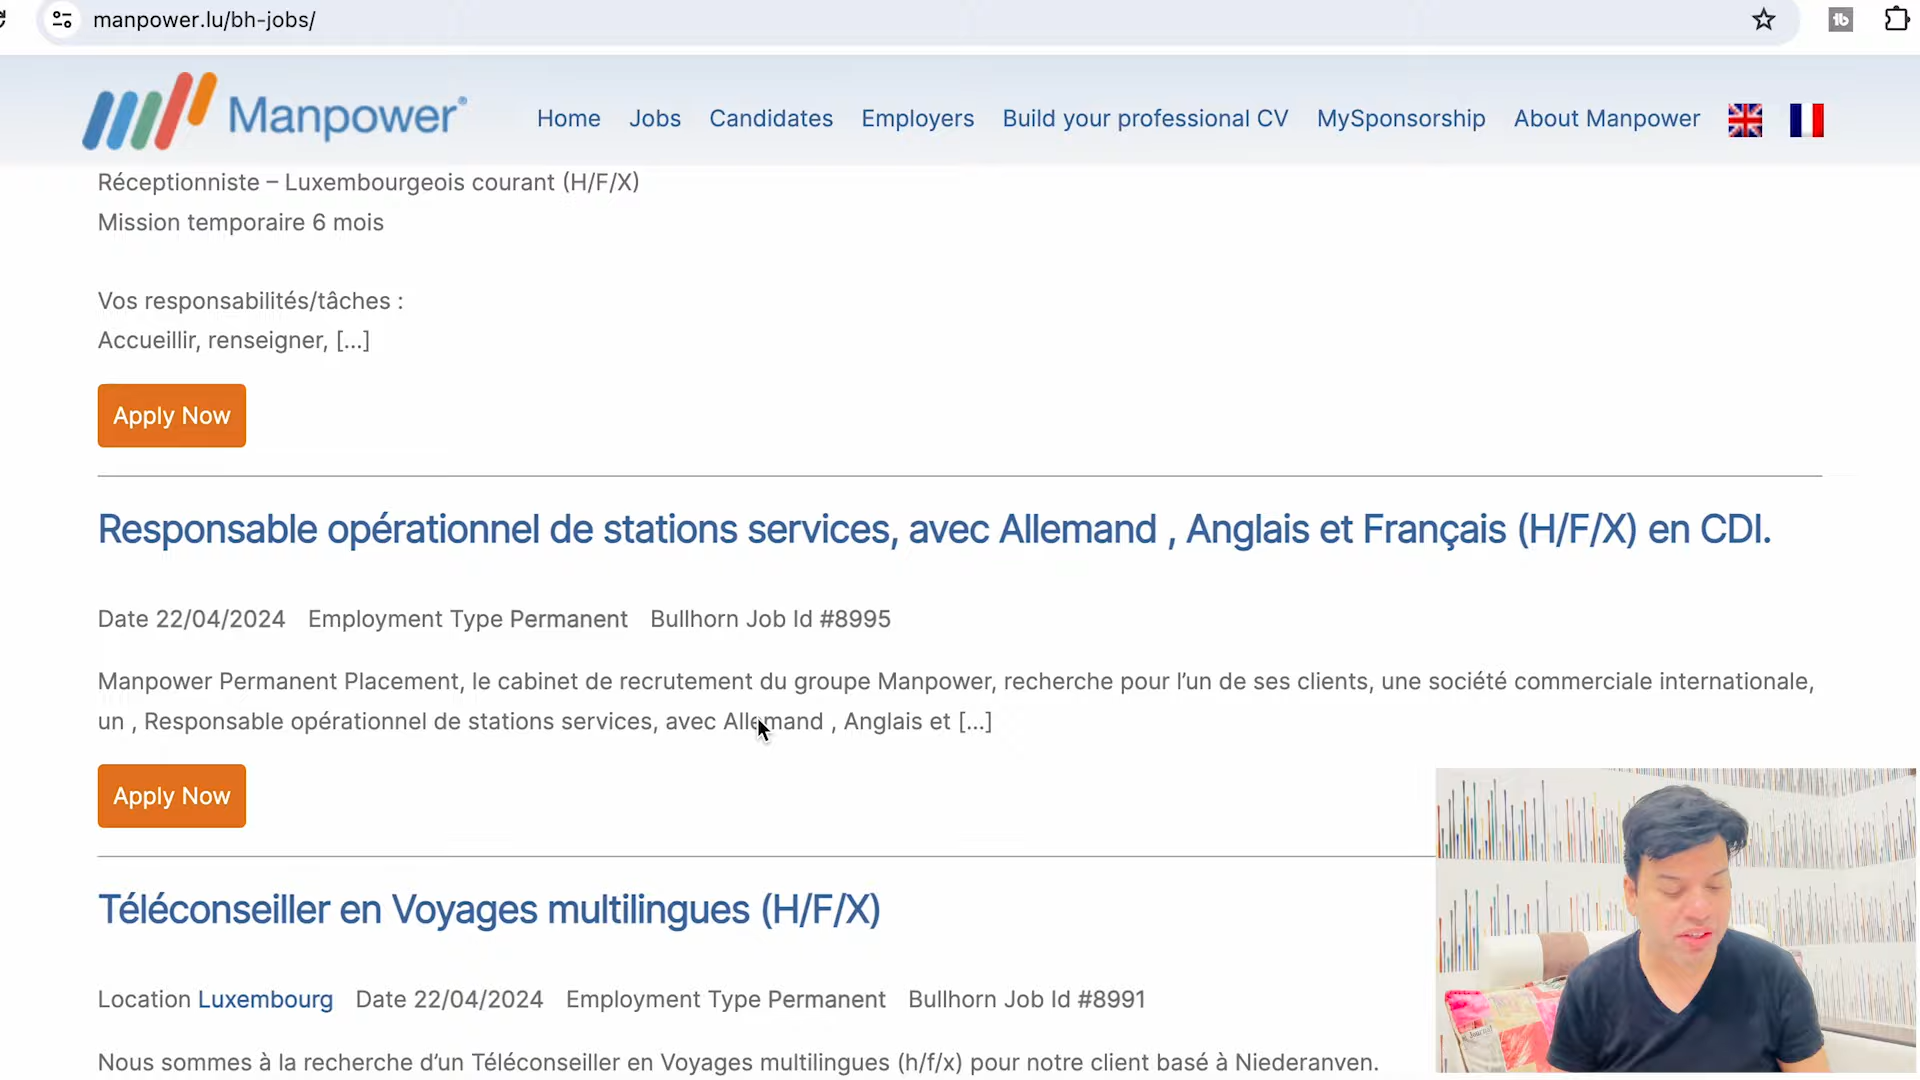 manpower.lu/bh-jobs/
Manpower®
Home Jobs Candidates Employers Build your professional CV MySponsorship About Manpower
Réceptionniste – Luxembourgeois courant (H/F/X)
Mission temporaire 6 mois
Vos responsabilités/tâches :
Accueillir, renseigner, [...]
Apply Now
Responsable opérationnel de stations services, avec Allemand , Anglais et Français (H/F/X) en CDI.
Date 22/04/2024 Employment Type Permanent Bullhorn Job Id #8995
Manpower Permanent Placement, le cabinet de recrutement du groupe Manpower, recherche pour l’un de ses clients, une société commerciale internationale,
un , Responsable opérationnel de stations services, avec Allemand , Anglais et [...]
Apply Now
Téléconseiller en Voyages multilingues (H/F/X)
Location Luxembourg Date 22/04/2024 Employment Type Permanent Bullhorn Job Id #8991
Nous sommes à la recherche d’un Téléconseiller en Voyages multilingues (h/f/x) pour notre client basé à Niederanven.